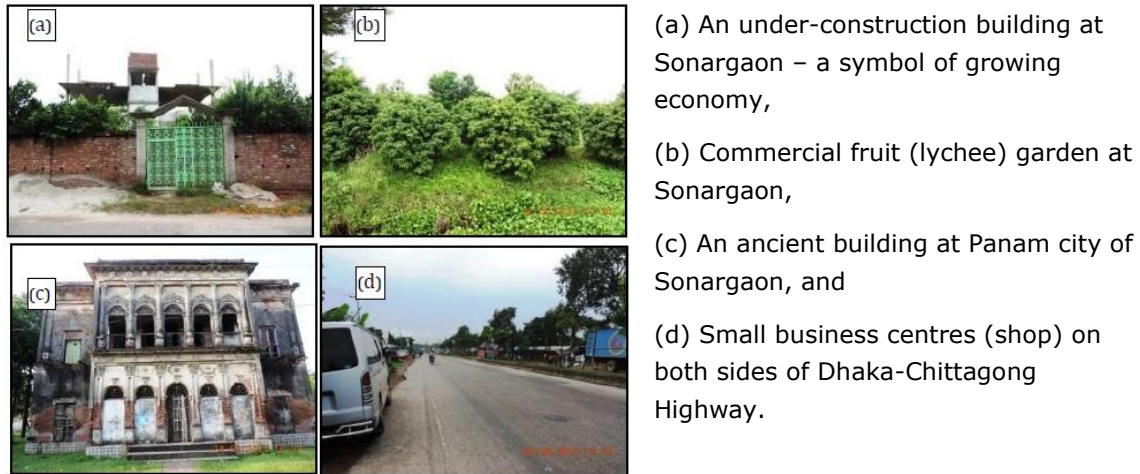 (a)
(b)
(c)
(d)
(a) An under-construction building at
Sonargaon – a symbol of growing
economy,
(b) Commercial fruit (lychee) garden at
Sonargaon,
(c) An ancient building at Panam city of
Sonargaon, and
(d) Small business centres (shop) on
both sides of Dhaka-Chittagong
Highway.